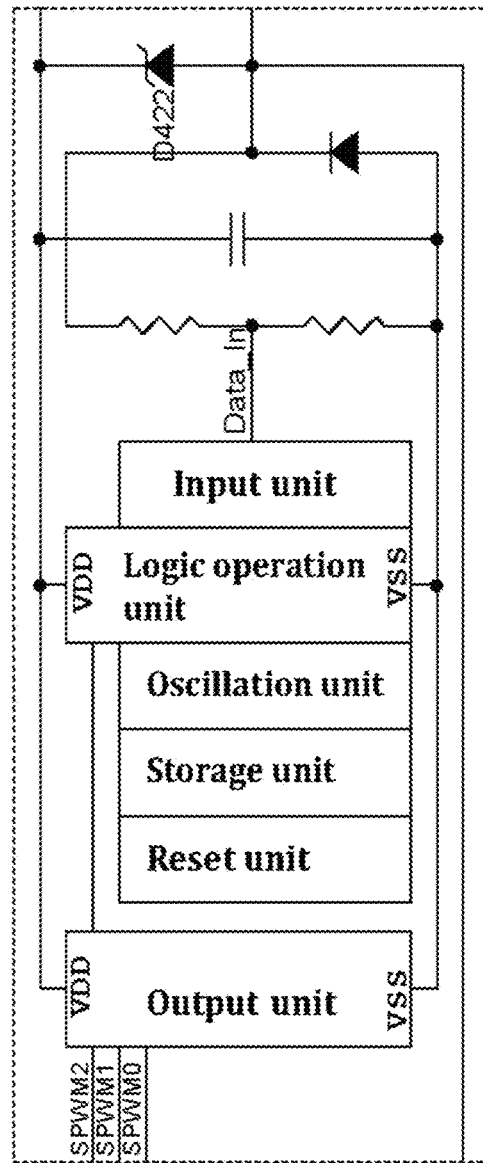 D422
Data_In
Input unit
VDD
Logic operation
unit
VSS
Oscillation unit
Storage unit
Reset unit
VDD
Output unit
VSS
SPWM2
SPWM1
SPWM0